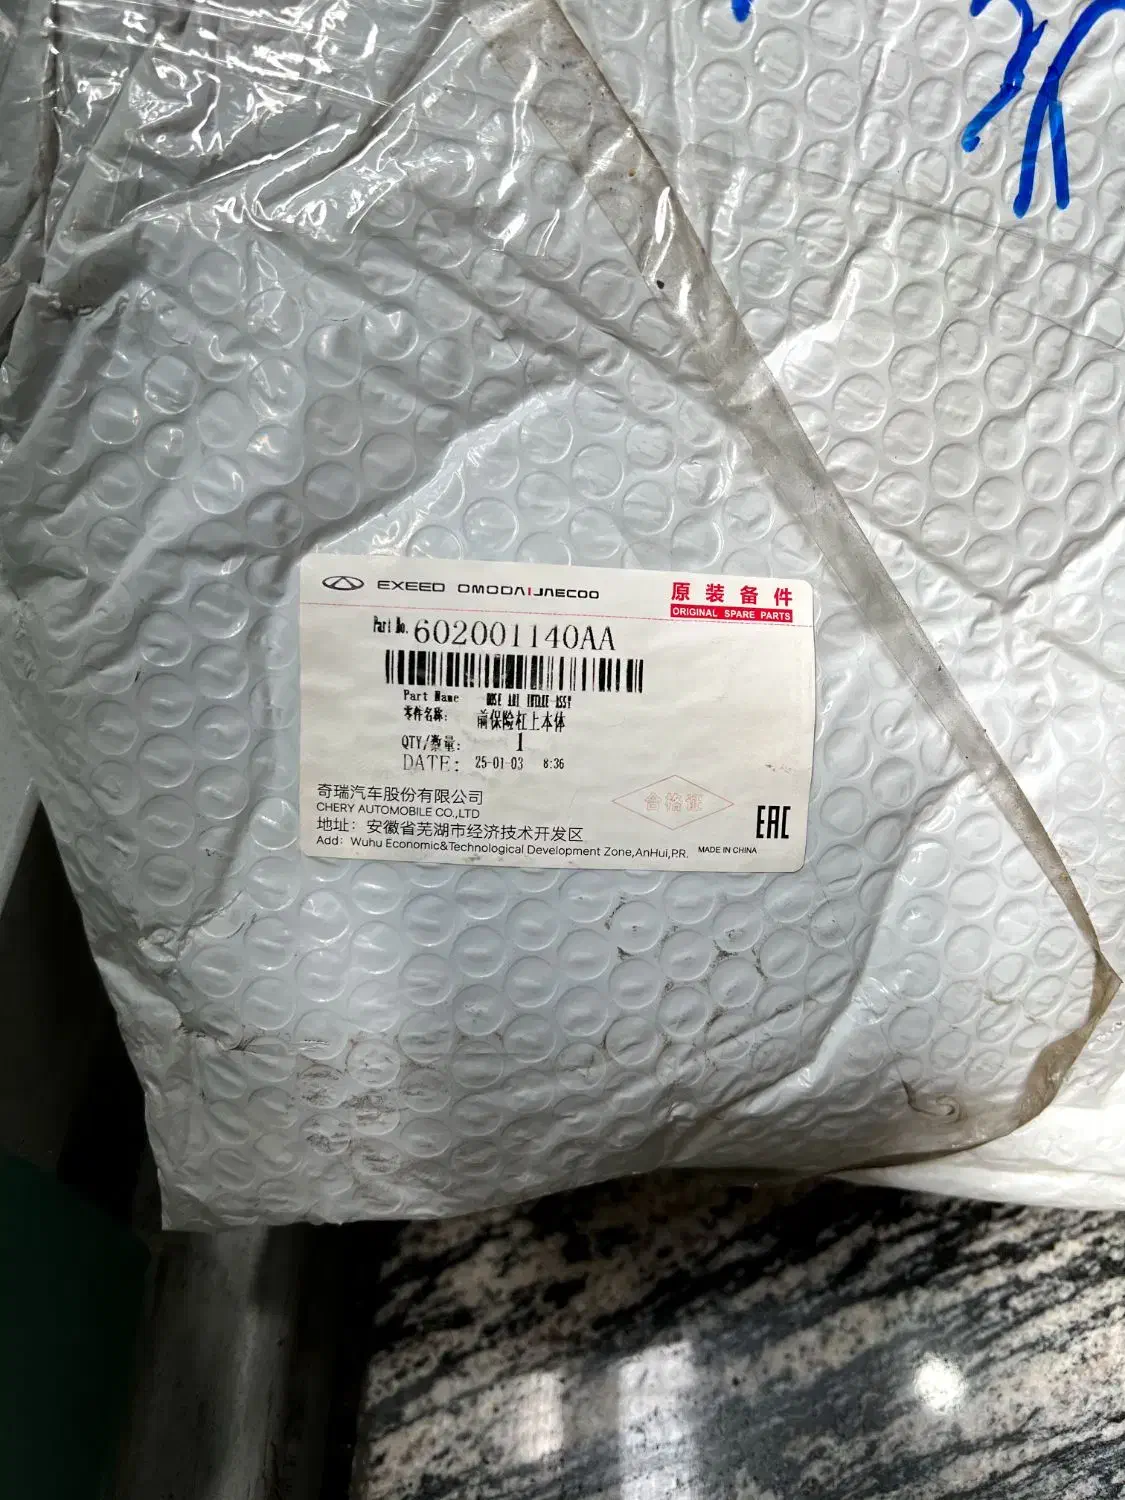 EXEED OMODA|JAECOO
原装备件
ORIGINAL SPARE PARTS
Part No. 602001140AA
Part Name
零件名称: 前保险杠上本体
QTY/数量: 1
DATE: 25-01-03 8:36
奇瑞汽车股份有限公司
CHERY AUTOMOBILE CO.,LTD
合格证
EAC
地址：安徽省芜湖市经济技术开发区
Add: Wuhu Economic&Technological Development Zone,AnHui,P.R.
MADE IN CHINA